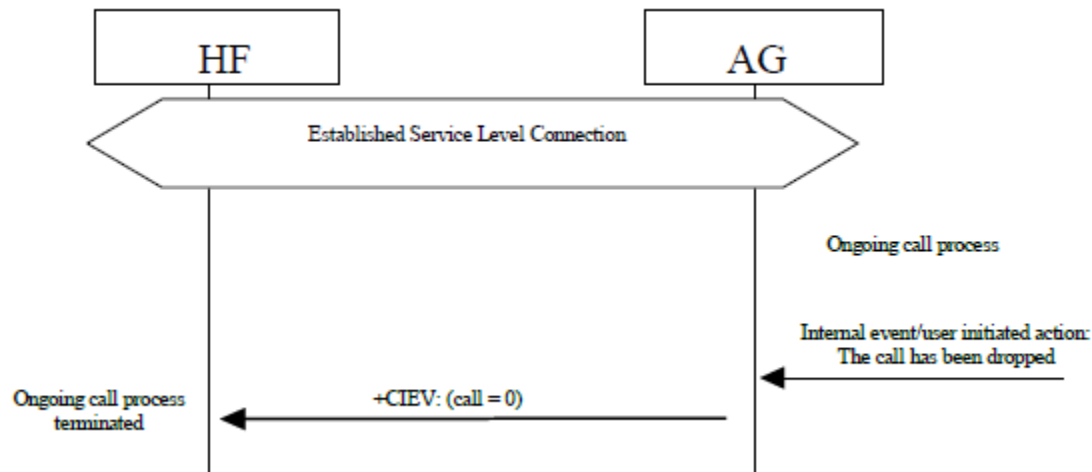 HF
AG
Established Service Level Connection
Ongoing call process
Internal event/user initiated action:
The call has been dropped
Ongoing call process
terminated
+CIEV: (call = 0)